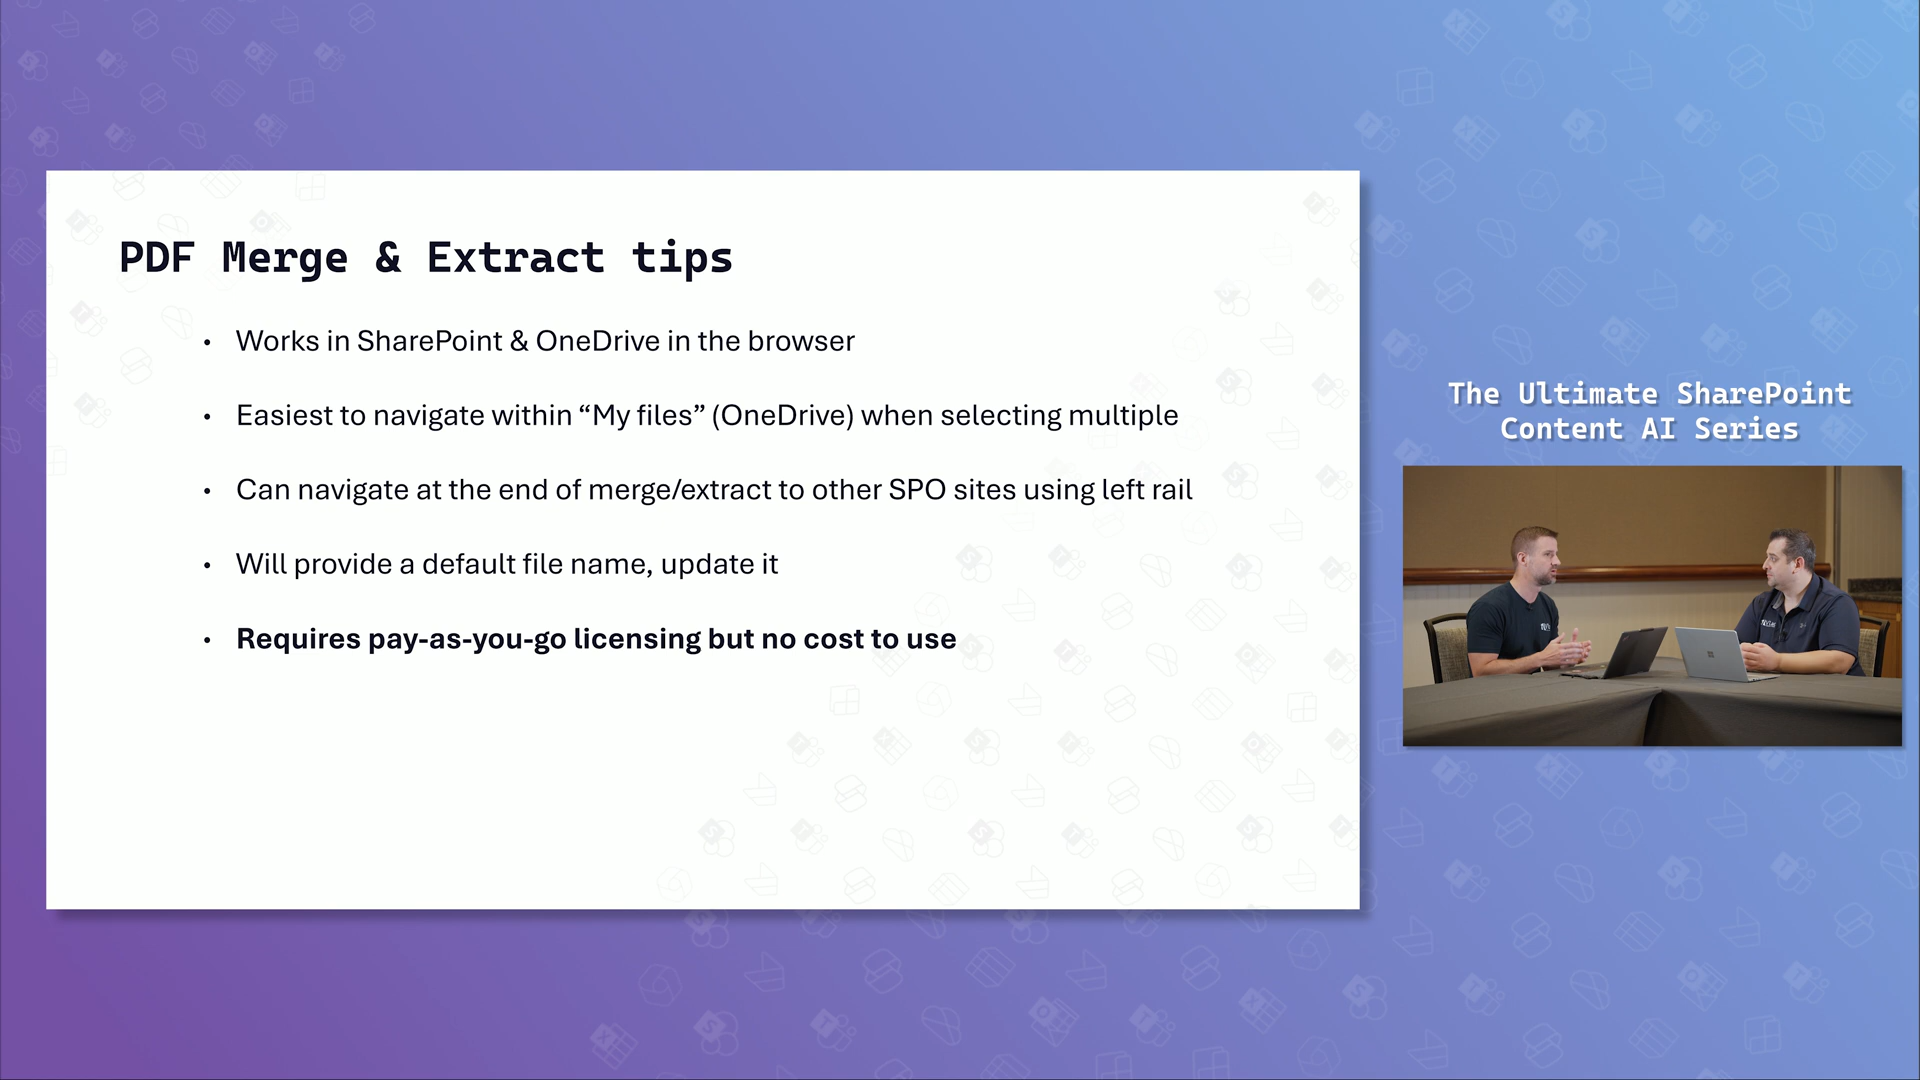 PDF Merge & Extract tips
• Works in SharePoint & OneDrive in the browser
• Easiest to navigate within “My files” (OneDrive) when selecting multiple
• Can navigate at the end of merge/extract to other SPO sites using left rail
• Will provide a default file name, update it
• Requires pay-as-you-go licensing but no cost to use
The Ultimate SharePoint
Content AI Series